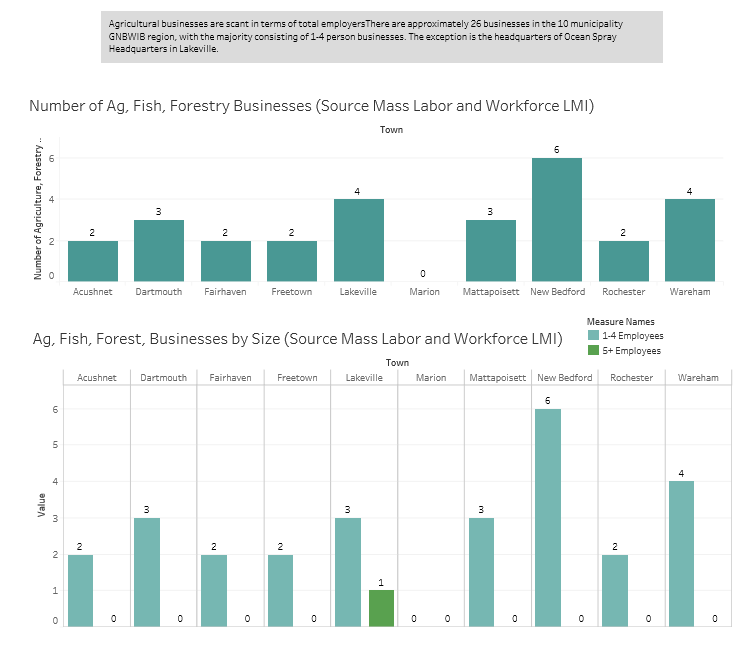 Agricultural businesses are scant in terms of total employersThere are approximately 26 businesses in the 10 municipality
GNBWIB region, with the majority consisting of 1-4 person businesses. The exception is the headquarters of Ocean Spray
Headquarters in Lakeville.
Number of Ag, Fish, Forestry Businesses (Source Mass Labor and Workforce LMI)
Town
Number of Agriculture, Forestry ..
6
4
2
0
2
3
2
2
4
0
3
6
2
4
Acushnet
Dartmouth
Fairhaven
Freetown
Lakeville
Marion
Mattapoisett
New Bedford
Rochester
Wareham
Measure Names
1-4 Employees
5+ Employees
Ag, Fish, Forest, Businesses by Size (Source Mass Labor and Workforce LMI)
Town
Acushnet
Dartmouth
Fairhaven
Freetown
Lakeville
Marion
Mattapoisett
New Bedford
Rochester
Wareham
Value
6
5
4
3
2
1
0
2
0
3
0
2
0
2
0
3
1
0
0
3
0
6
0
2
0
4
0